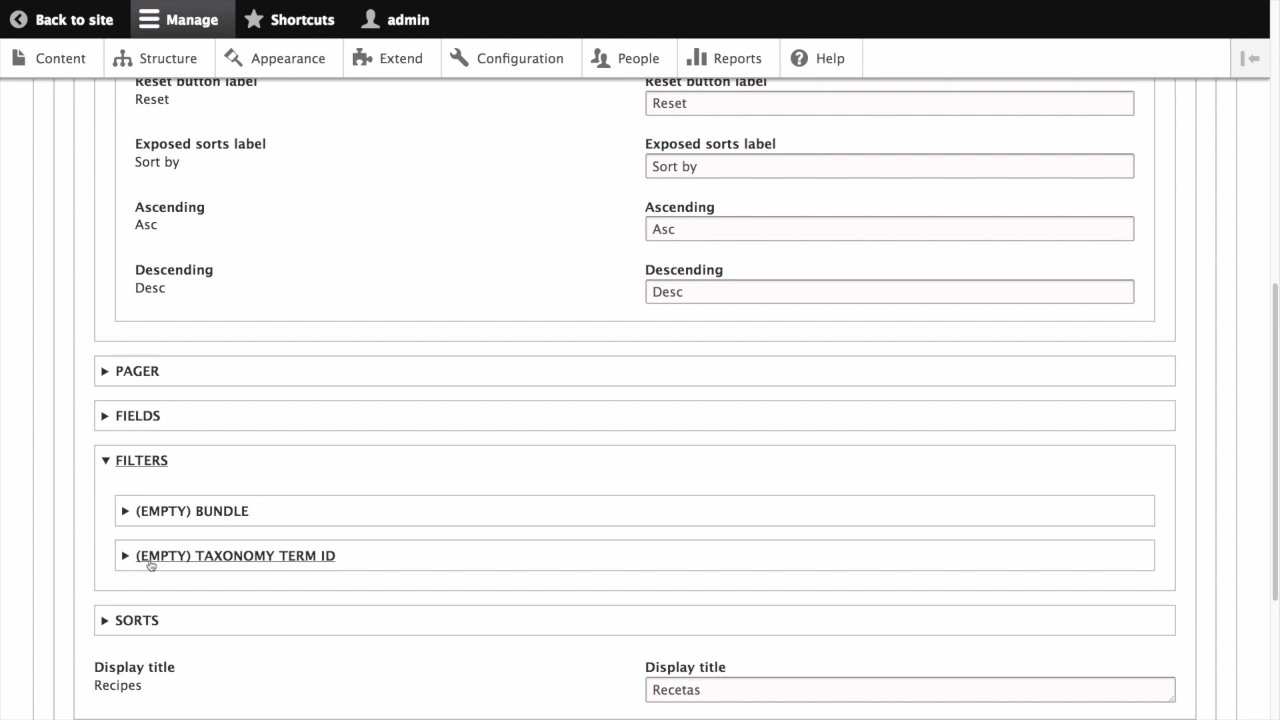 Back to site Manage Shortcuts admin
Content Structure Appearance Extend Configuration People Reports Help
Reset button label Reset button label
Reset Reset
Exposed sorts label Exposed sorts label
Sort by Sort by
Ascending Ascending
Asc Asc
Descending Descending
Desc Desc
PAGER
FIELDS
FILTERS
(EMPTY) BUNDLE
(EMPTY) TAXONOMY TERM ID
SORTS
Display title Display title
Recipes Recetas